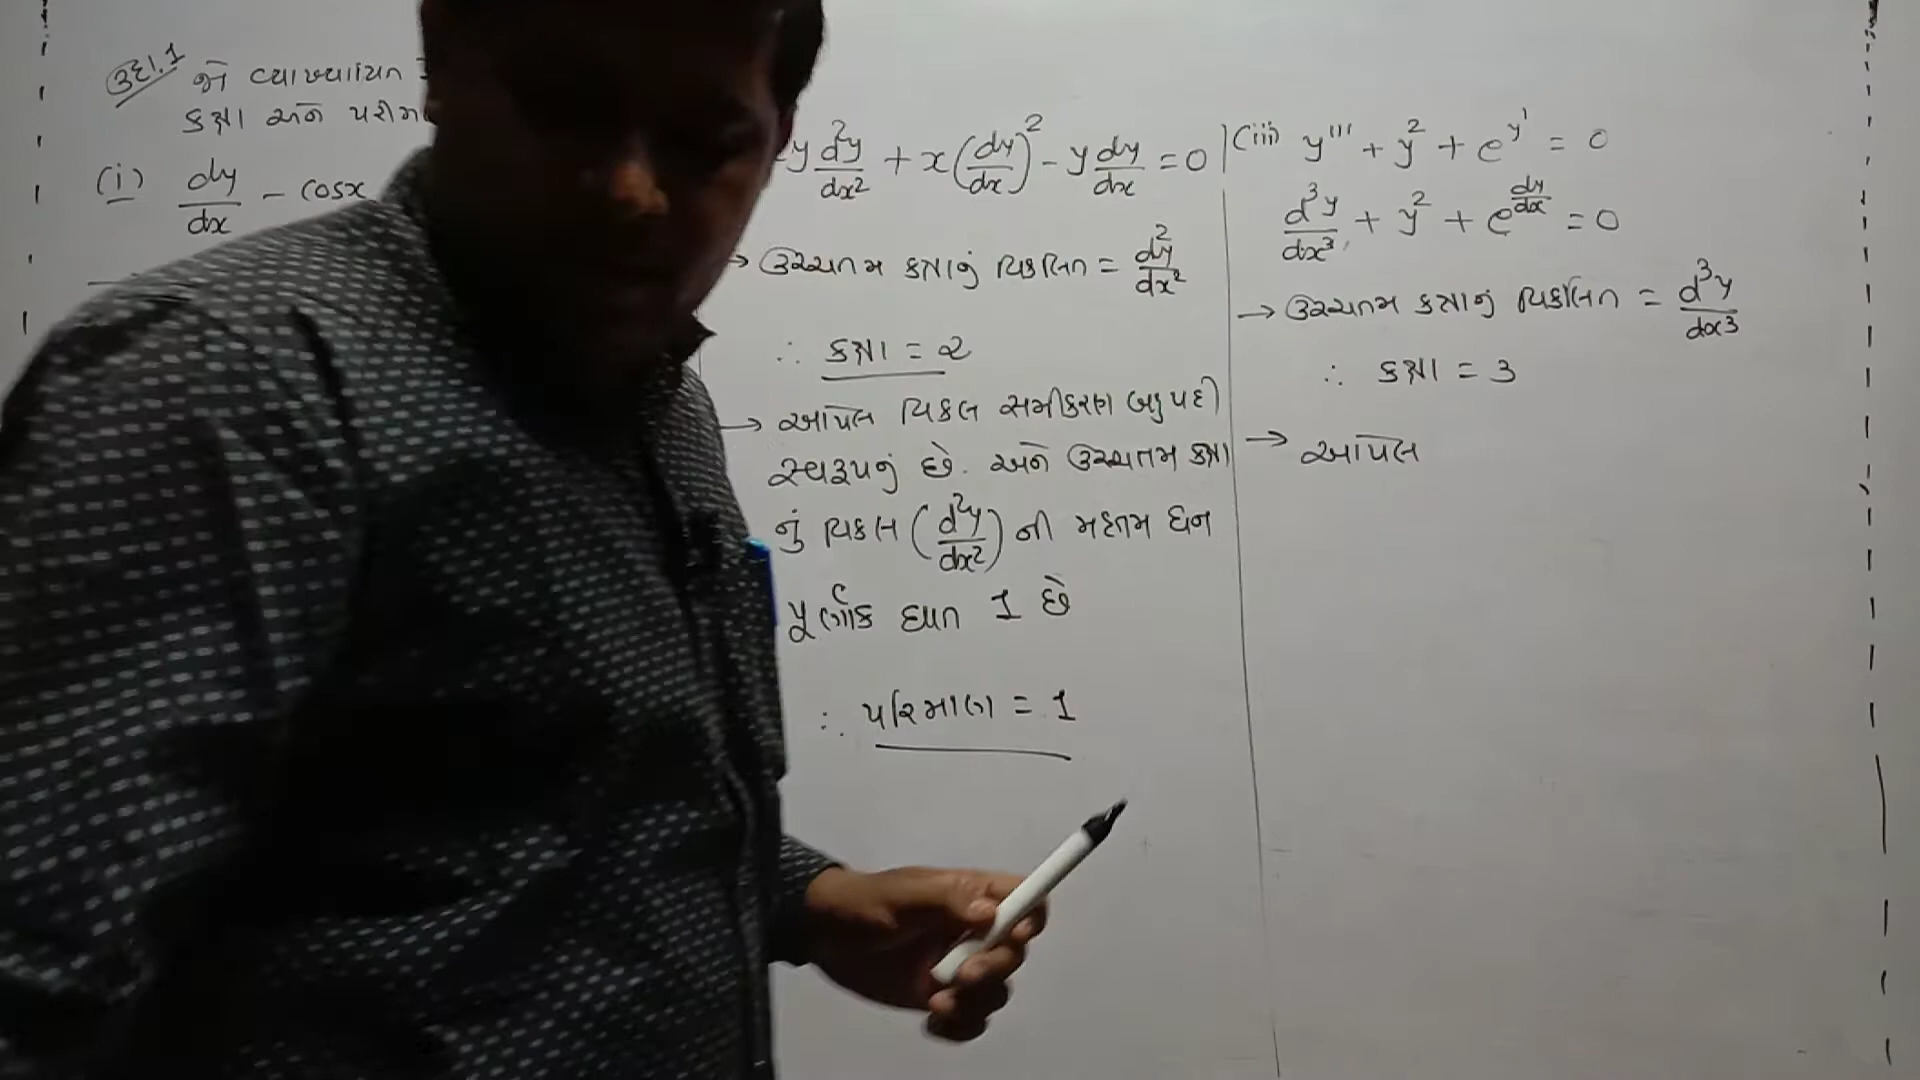 ઉદા.1 જો વ્યાખ્યાયિત
કક્ષા અને
(i) dy/dx - cosx
y d²y/dx² + x(dy/dx)² - y dy/dx = 0
→ ઉચ્ચતમ કક્ષાનું વિકલિત = d²y/dx²
∴ કક્ષા = ૨
→ આપેલ વિકલ સમીકરણ બહુપદી
સ્વરૂપનું છે. અને ઉચ્ચતમ કક્ષા
નું વિકલ (d²y/dx²) ની મહત્તમ ધન
પૂર્ણાંક ઘાત 1 છે
∴ પરિમાણ = 1
(iii) y''' + y² + e^y' = 0
d³y/dx³ + y² + e^(dy/dx) = 0
→ ઉચ્ચતમ કક્ષાનું વિકલિત = d³y/dx³
∴ કક્ષા = 3
→ આપેલ